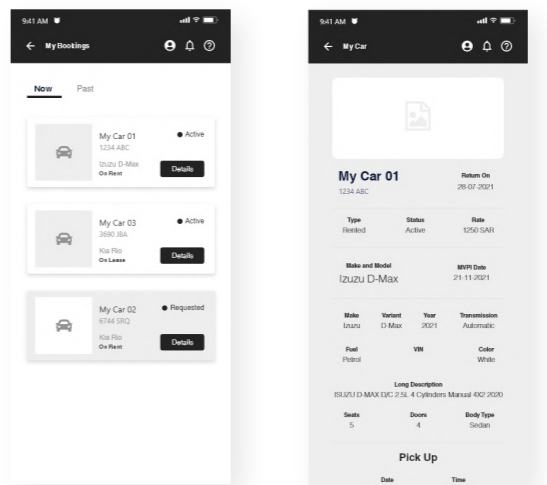 9:41 AM
My Bookings
Now Past
My Car 01 Active
1234 ABC
Izuzu D-Max
On Rent Details
My Car 03 Active
3690 JBA
Kia Rio
On Lease Details
My Car 02 Requested
6744 SRQ
Kia Rio
On Rent Details
9:41 AM
My Car
My Car 01 Return On
1234 ABC 28-07-2021
Type Status Rate
Rented Active 1250 SAR
Make and Model MVPI Date
Izuzu D-Max 21-11-2021
Make Variant Year Transmission
Izuzu D-Max 2021 Automatic
Fuel VIN Color
Petrol White
Long Description
ISUZU D-MAX D/C 2.5L 4 Cylinders Manual 4X2 2020
Seats Doors Body Type
5 4 Sedan
Pick Up
Date Time